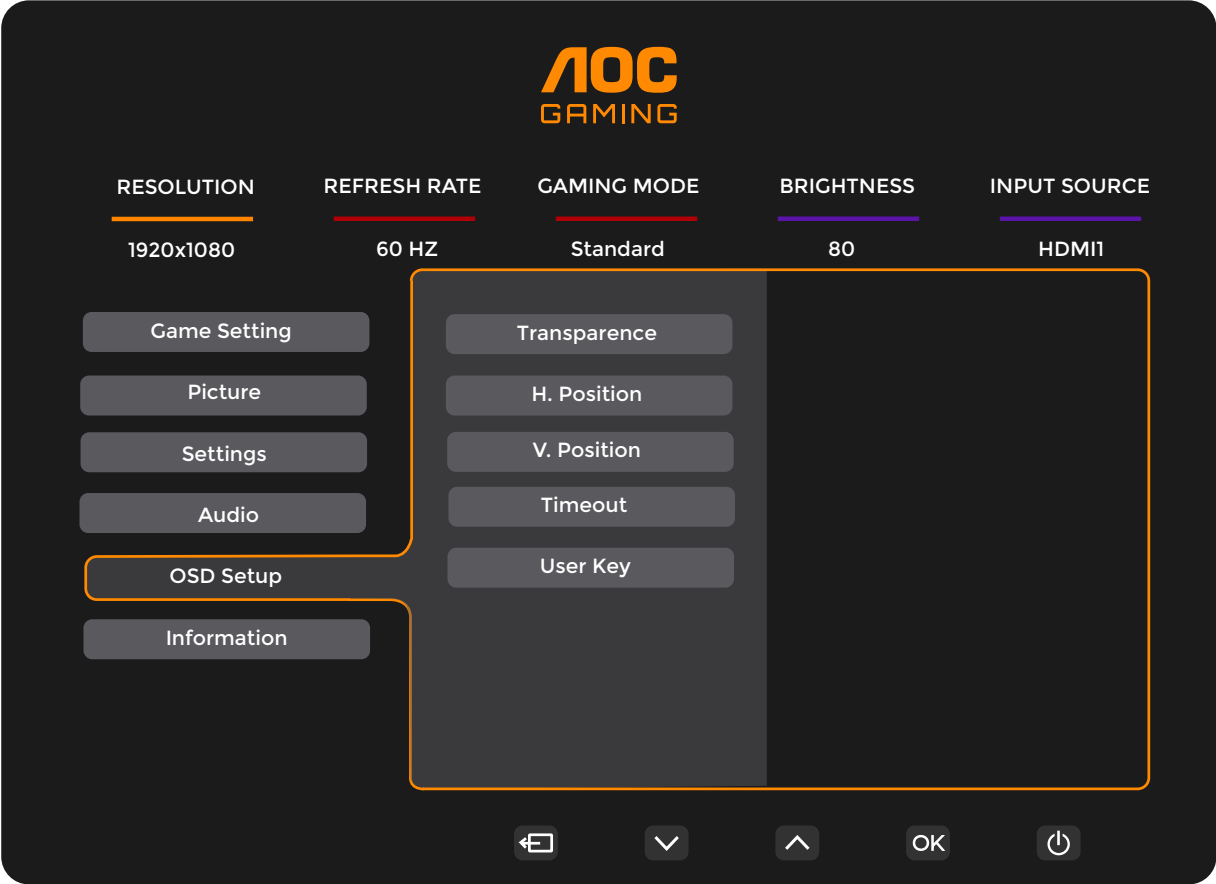 AOC
GAMING
RESOLUTION REFRESH RATE GAMING MODE BRIGHTNESS INPUT SOURCE
1920x1080 60 HZ Standard 80 HDMI1
Game Setting
Picture
Settings
Audio
OSD Setup
Information
Transparence
H. Position
V. Position
Timeout
User Key
OK